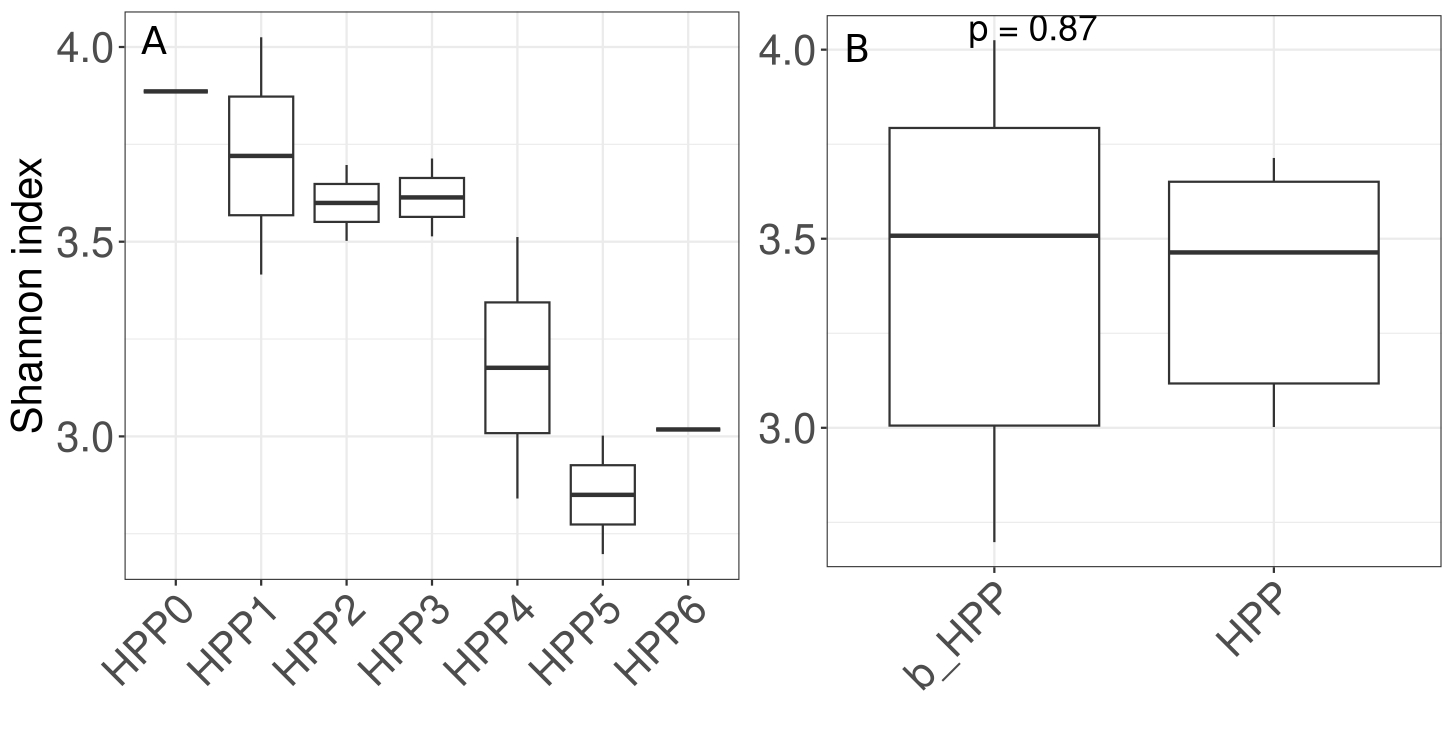 A
Shannon index
4.0
3.5
3.0
HPP0
HPP1
HPP2
HPP3
HPP4
HPP5
HPP6
B
p = 0.87
4.0
3.5
3.0
b_HPP
HPP